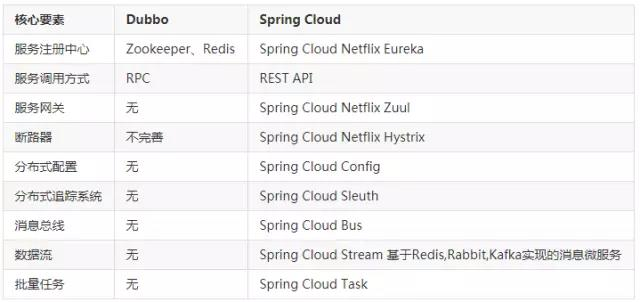 核心要素 Dubbo Spring Cloud
服务注册中心 Zookeeper、Redis Spring Cloud Netflix Eureka
服务调用方式 RPC REST API
服务网关 无 Spring Cloud Netflix Zuul
断路器 不完善 Spring Cloud Netflix Hystrix
分布式配置 无 Spring Cloud Config
分布式追踪系统 无 Spring Cloud Sleuth
消息总线 无 Spring Cloud Bus
数据流 无 Spring Cloud Stream 基于Redis,Rabbit,Kafka实现的消息微服务
批量任务 无 Spring Cloud Task